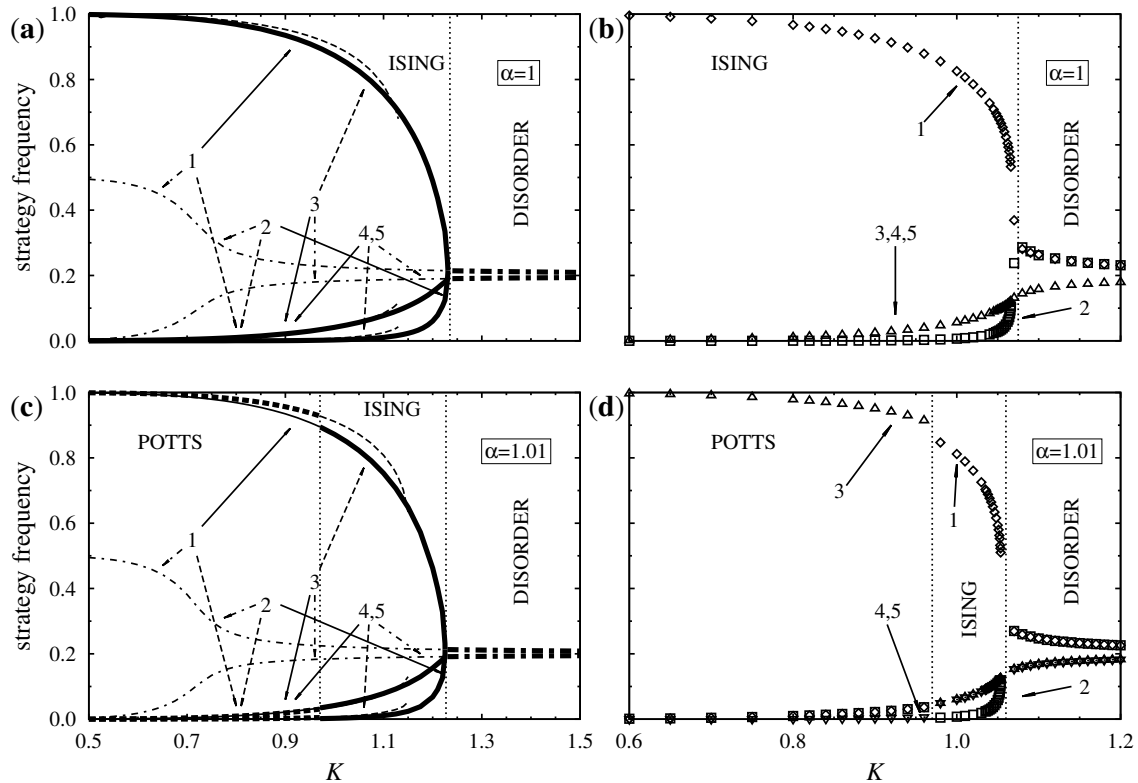 (a)
ISING
α=1
DISORDER
strategy frequency
1.0
0.8
0.6
0.4
0.2
0.0
1
2
3
4,5
(b)
ISING
α=1
DISORDER
1
3,4,5
2
(c)
ISING
POTTS
α=1.01
DISORDER
strategy frequency
1.0
0.8
0.6
0.4
0.2
0.0
1
2
3
4,5
0.5
0.7
0.9
1.1
1.3
1.5
K
(d)
POTTS
α=1.01
ISING
DISORDER
3
1
4,5
2
0.6
0.8
1.0
1.2
K